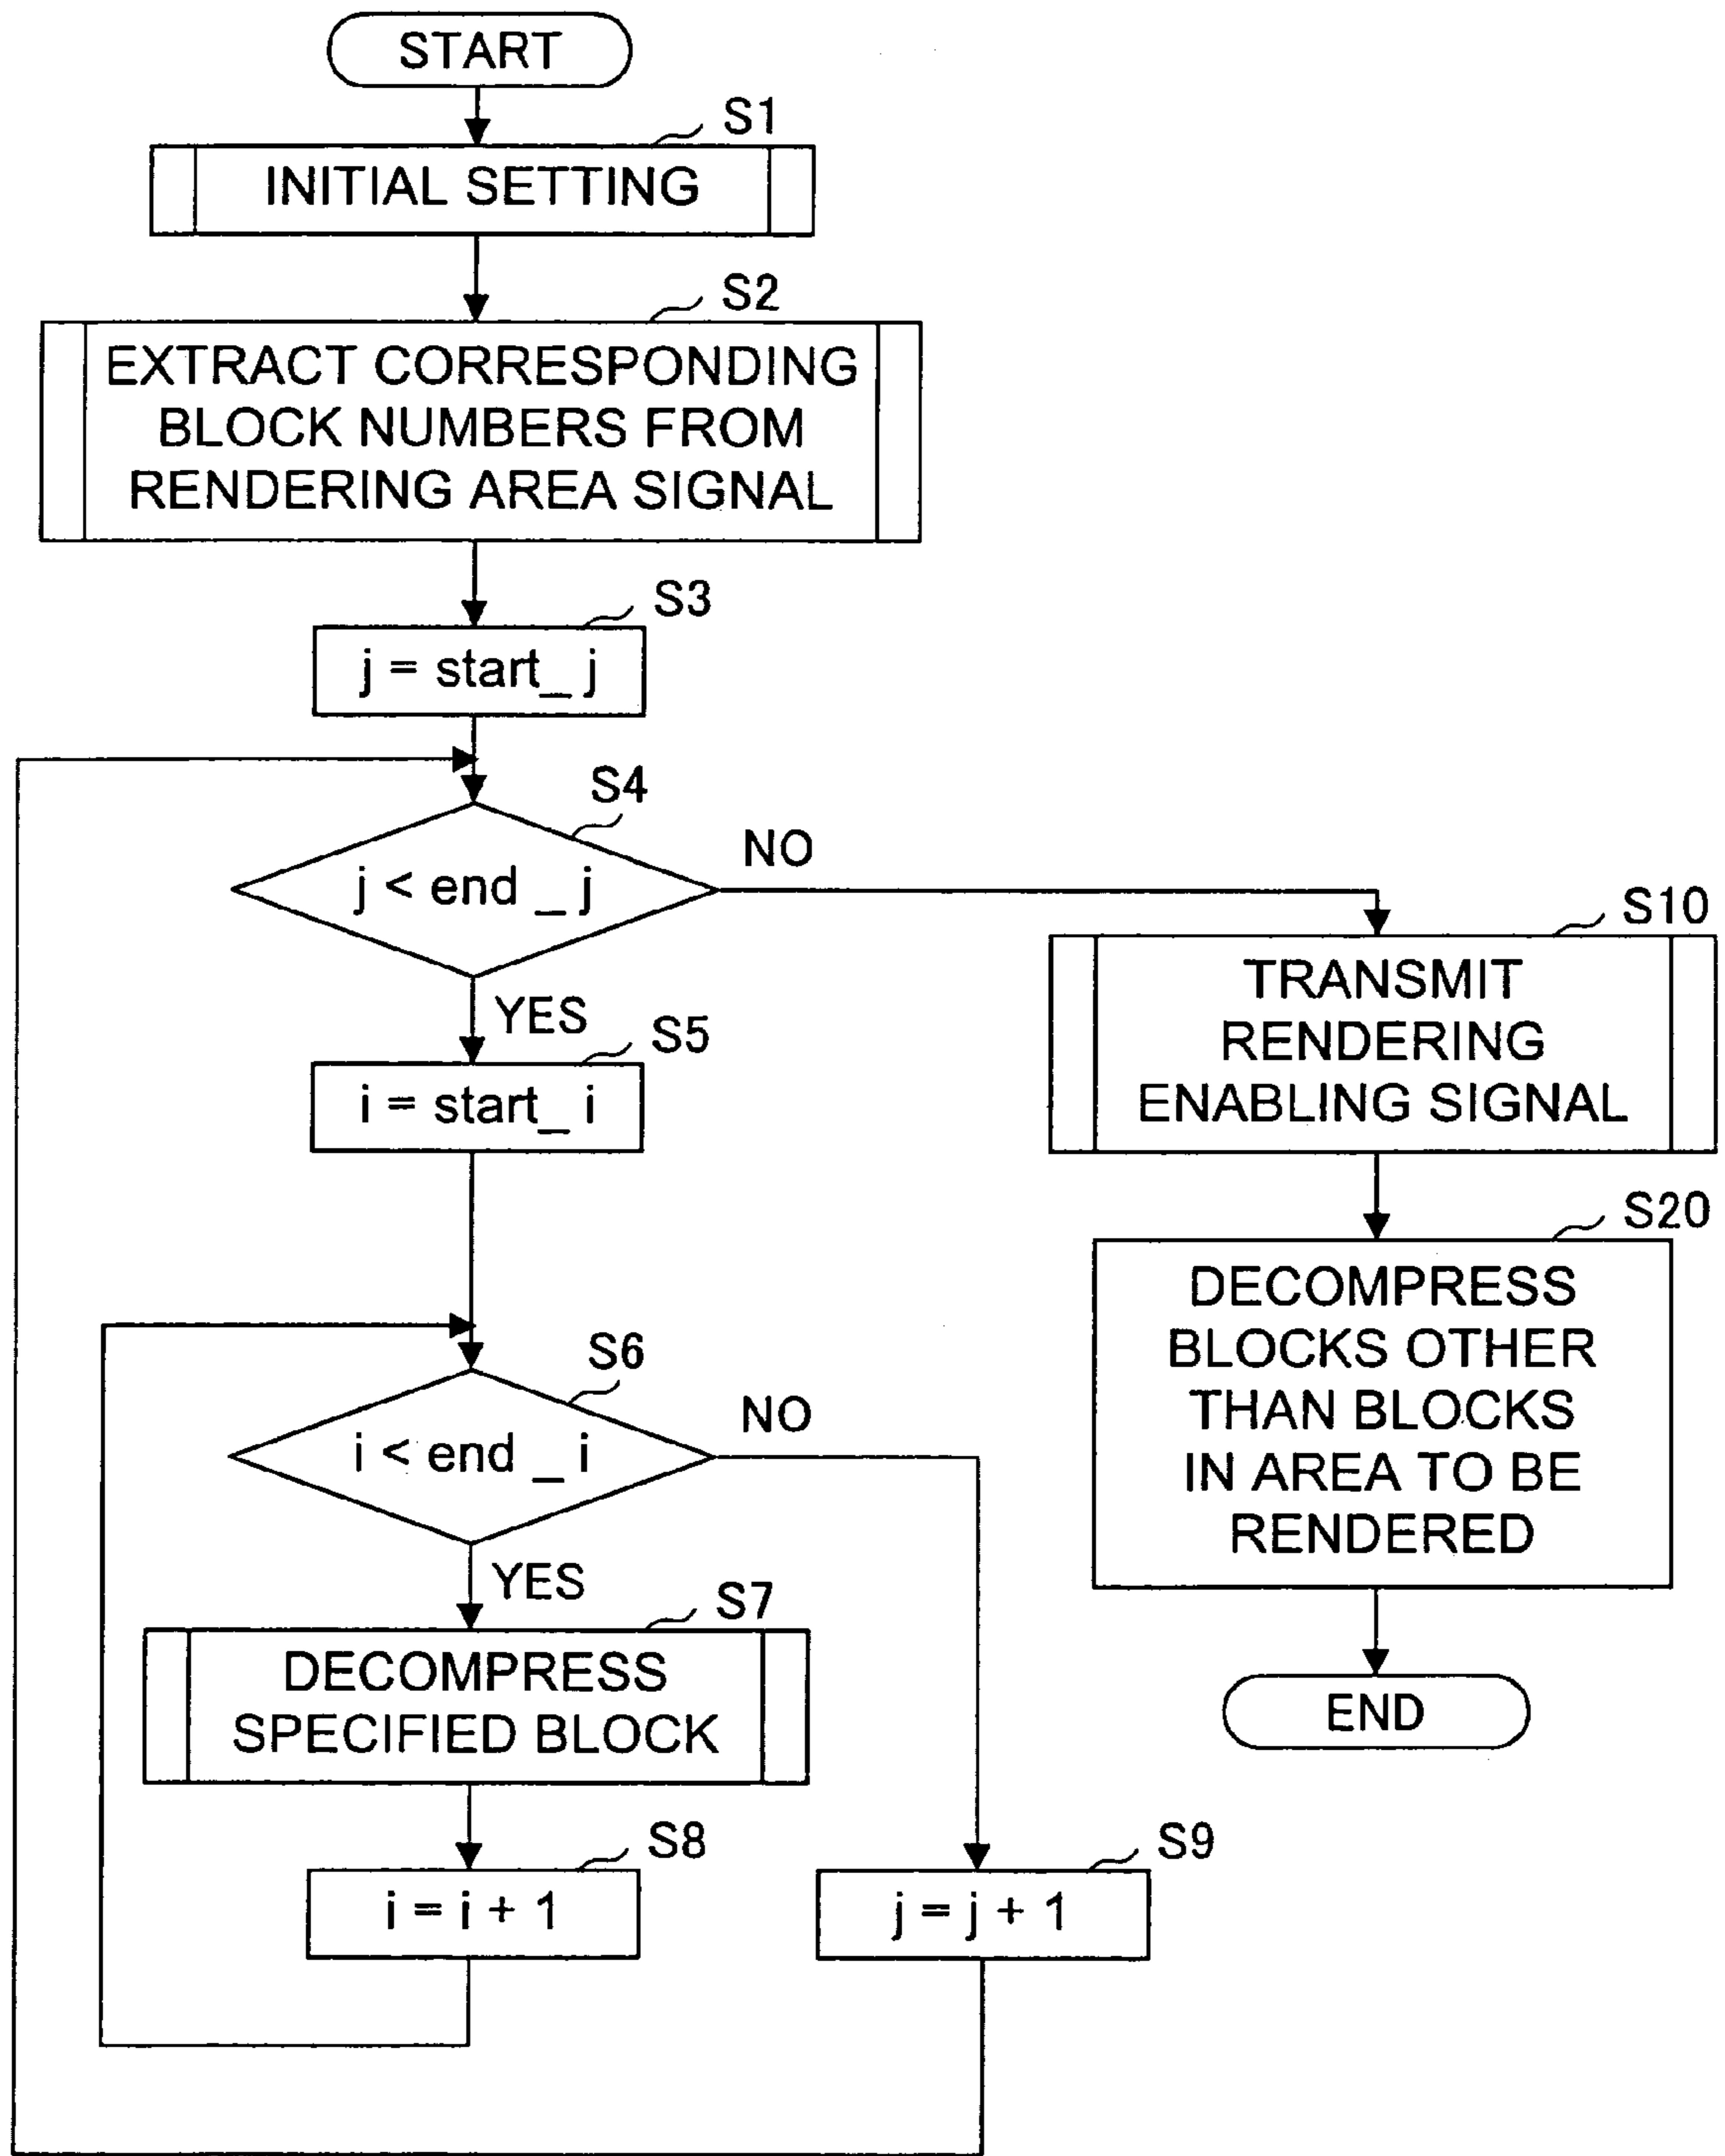 START
S1
INITIAL SETTING
S2
EXTRACT CORRESPONDING
BLOCK NUMBERS FROM
RENDERING AREA SIGNAL
S3
j = start_ j
S4
j < end _ j
NO
YES
S5
i = start_ i
S6
i < end _ i
NO
YES
S7
DECOMPRESS
SPECIFIED BLOCK
S8
i = i + 1
S9
j = j + 1
S10
TRANSMIT
RENDERING
ENABLING SIGNAL
S20
DECOMPRESS
BLOCKS OTHER
THAN BLOCKS
IN AREA TO BE
RENDERED
END